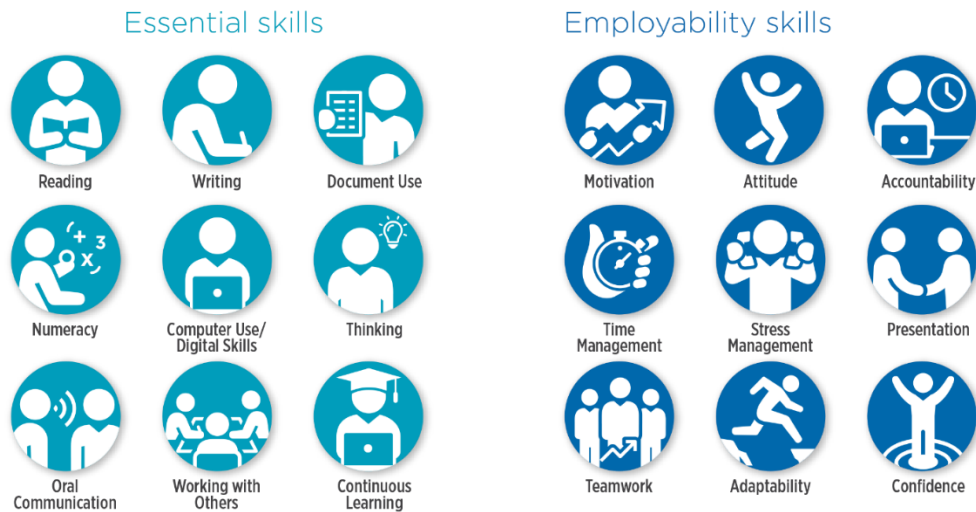 Essential skills
Employability skills
Reading
Writing
Document Use
Motivation
Attitude
Accountability
+ 3
x
Numeracy
Computer Use/
Digital Skills
Thinking
Time
Management
Stress
Management
Presentation
Oral
Communication
Working with
Others
Continuous
Learning
Teamwork
Adaptability
Confidence